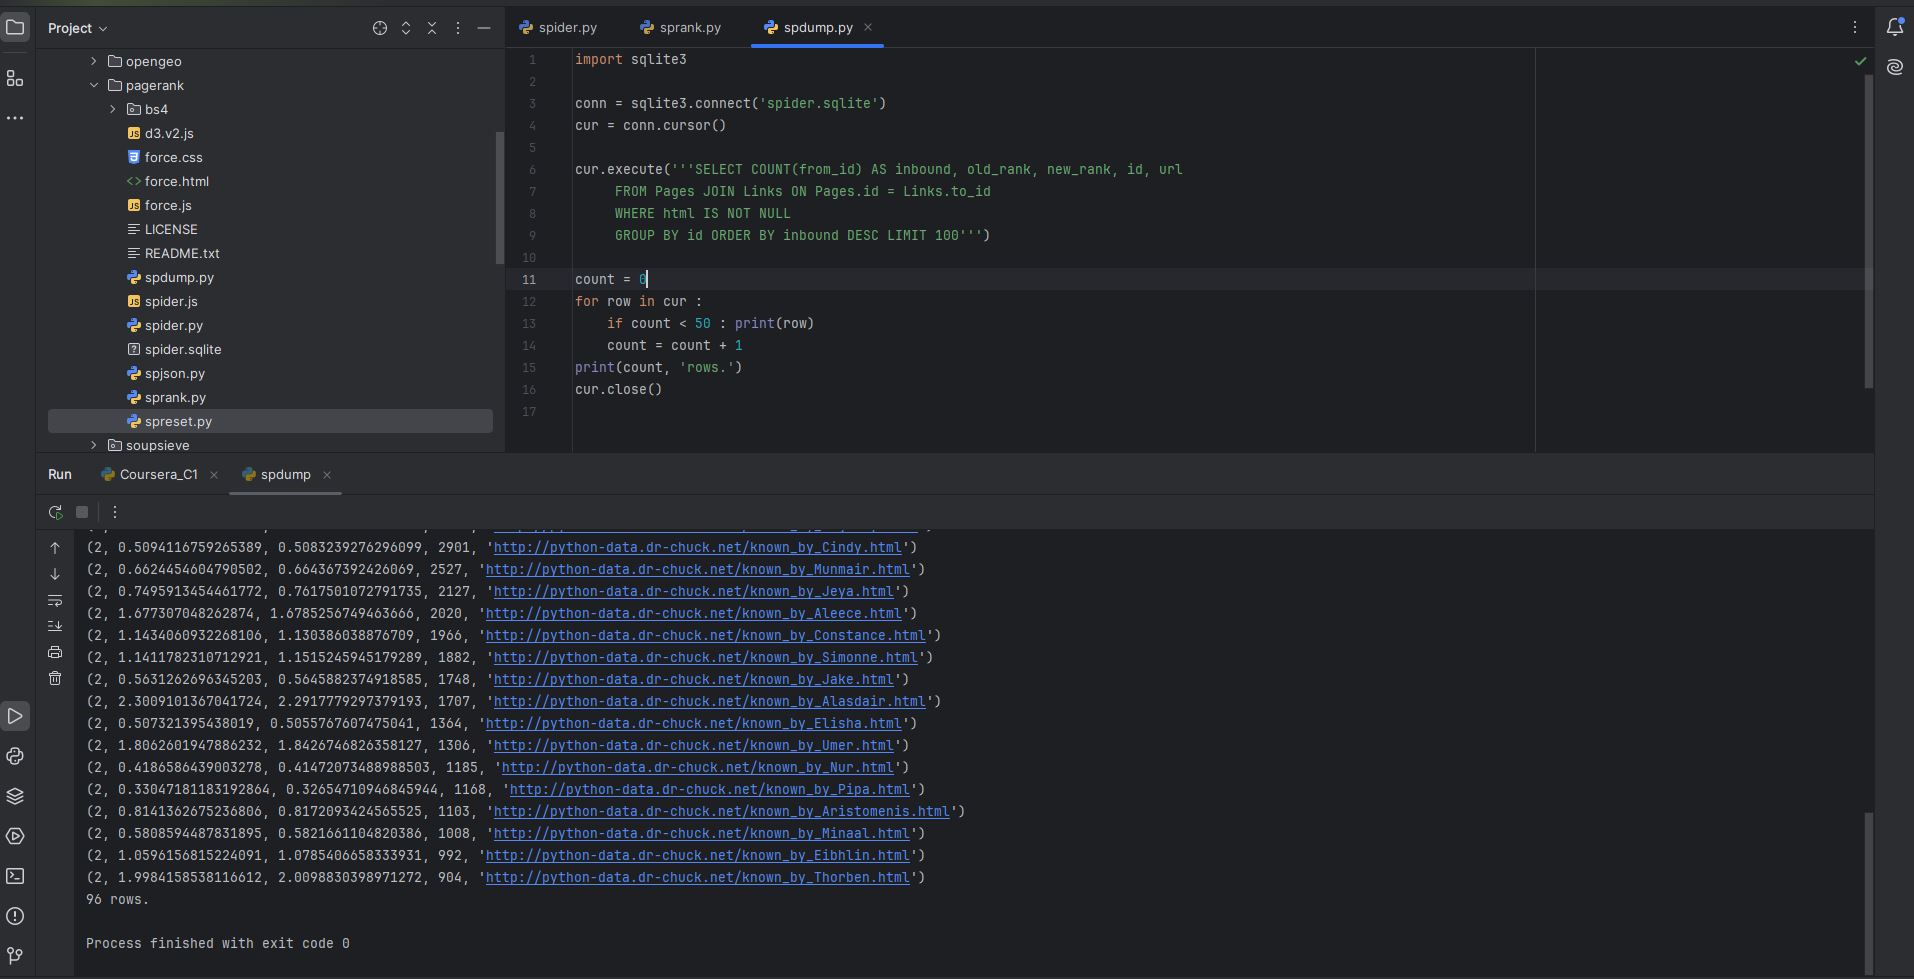 Project
spider.py
sprank.py
spdump.py
opengeo
pagerank
bs4
d3.v2.js
force.css
force.html
force.js
LICENSE
README.txt
spdump.py
spider.js
spider.py
spider.sqlite
spjson.py
sprank.py
spreset.py
soupsieve
1 import sqlite3
2
3 conn = sqlite3.connect('spider.sqlite')
4 cur = conn.cursor()
5
6 cur.execute('''SELECT COUNT(from_id) AS inbound, old_rank, new_rank, id, url
7 FROM Pages JOIN Links ON Pages.id = Links.to_id
8 WHERE html IS NOT NULL
9 GROUP BY id ORDER BY inbound DESC LIMIT 100''')
10
11 count = 0
12 for row in cur :
13 if count < 50 : print(row)
14 count = count + 1
15 print(count, 'rows.')
16 cur.close()
17
Run
Coursera_C1
spdump
(2, 0.5094116759265389, 0.5083239276296099, 2901, 'http://python-data.dr-chuck.net/known_by_Cindy.html')
(2, 0.6624454604790502, 0.664367392426069, 2527, 'http://python-data.dr-chuck.net/known_by_Munmair.html')
(2, 0.7495913454461772, 0.7617501072791735, 2127, 'http://python-data.dr-chuck.net/known_by_Jeya.html')
(2, 1.677307048262874, 1.6785256749463666, 2020, 'http://python-data.dr-chuck.net/known_by_Aleece.html')
(2, 1.1434060932268106, 1.130386038876709, 1966, 'http://python-data.dr-chuck.net/known_by_Constance.html')
(2, 1.1411782310712921, 1.1515245945179289, 1882, 'http://python-data.dr-chuck.net/known_by_Simonne.html')
(2, 0.5631262696345203, 0.5645882374918585, 1748, 'http://python-data.dr-chuck.net/known_by_Jake.html')
(2, 2.3009101367041724, 2.2917779297379193, 1707, 'http://python-data.dr-chuck.net/known_by_Alasdair.html')
(2, 0.507321395438019, 0.5055767607475041, 1364, 'http://python-data.dr-chuck.net/known_by_Elisha.html')
(2, 1.8062601947886232, 1.8426746826358127, 1306, 'http://python-data.dr-chuck.net/known_by_Umer.html')
(2, 0.4186586439003278, 0.41472073488988503, 1185, 'http://python-data.dr-chuck.net/known_by_Nur.html')
(2, 0.33047181183192864, 0.32654710946845944, 1168, 'http://python-data.dr-chuck.net/known_by_Pipa.html')
(2, 0.8141362675236806, 0.8172093424565525, 1103, 'http://python-data.dr-chuck.net/known_by_Aristomenis.html')
(2, 0.5808594487831895, 0.5821661104820386, 1008, 'http://python-data.dr-chuck.net/known_by_Minaal.html')
(2, 1.0596156815224091, 1.0785406658333931, 992, 'http://python-data.dr-chuck.net/known_by_Eibhlin.html')
(2, 1.9984158538116612, 2.0098830398971272, 904, 'http://python-data.dr-chuck.net/known_by_Thorben.html')
96 rows.
Process finished with exit code 0